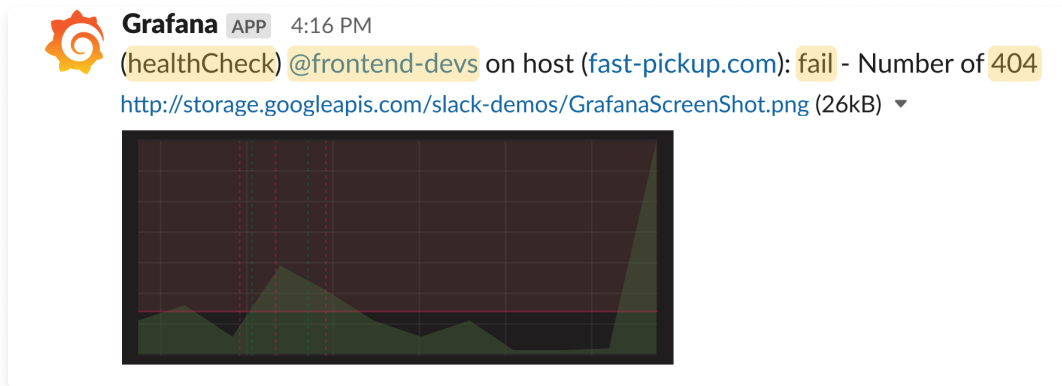 Grafana APP 4:16 PM
(healthCheck) @frontend-devs on host (fast-pickup.com): fail - Number of 404
http://storage.googleapis.com/slack-demos/GrafanaScreenShot.png (26kB)